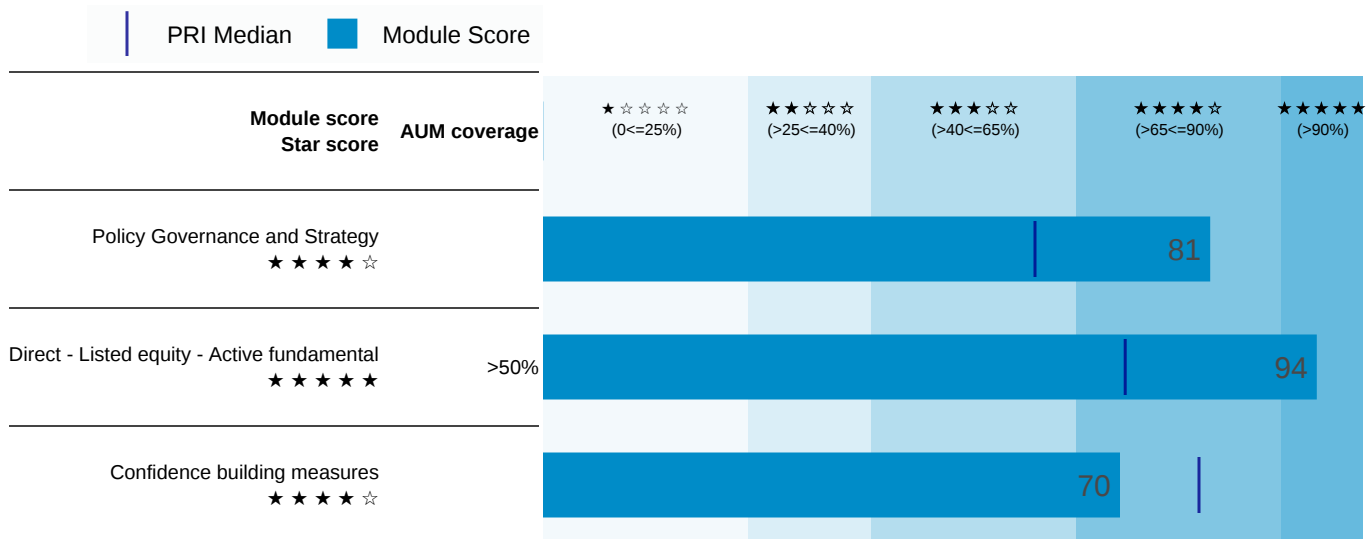 PRI Median Module Score
Module score
Star score
AUM coverage
★☆☆☆☆
(0<=25%)
★★☆☆☆
(>25<=40%)
★★★☆☆
(>40<=65%)
★★★★☆
(>65<=90%)
★★★★★
(>90%)
Policy Governance and Strategy
★★★★☆
81
Direct - Listed equity - Active fundamental
★★★★★
>50%
94
Confidence building measures
★★★★☆
70